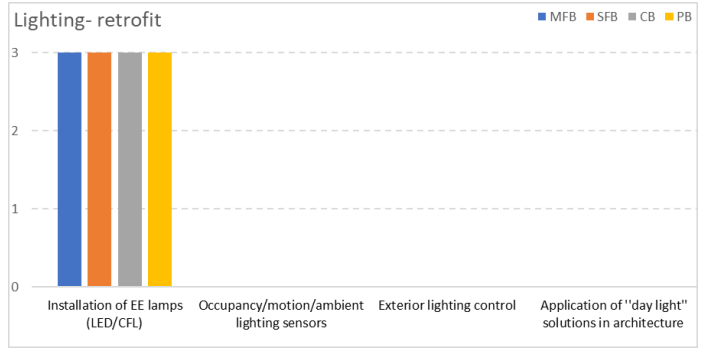 Lighting- retrofit
MFB SFB CB PB
3
2
1
0
Installation of EE lamps
(LED/CFL)
Occupancy/motion/ambient
lighting sensors
Exterior lighting control
Application of "day light"
solutions in architecture